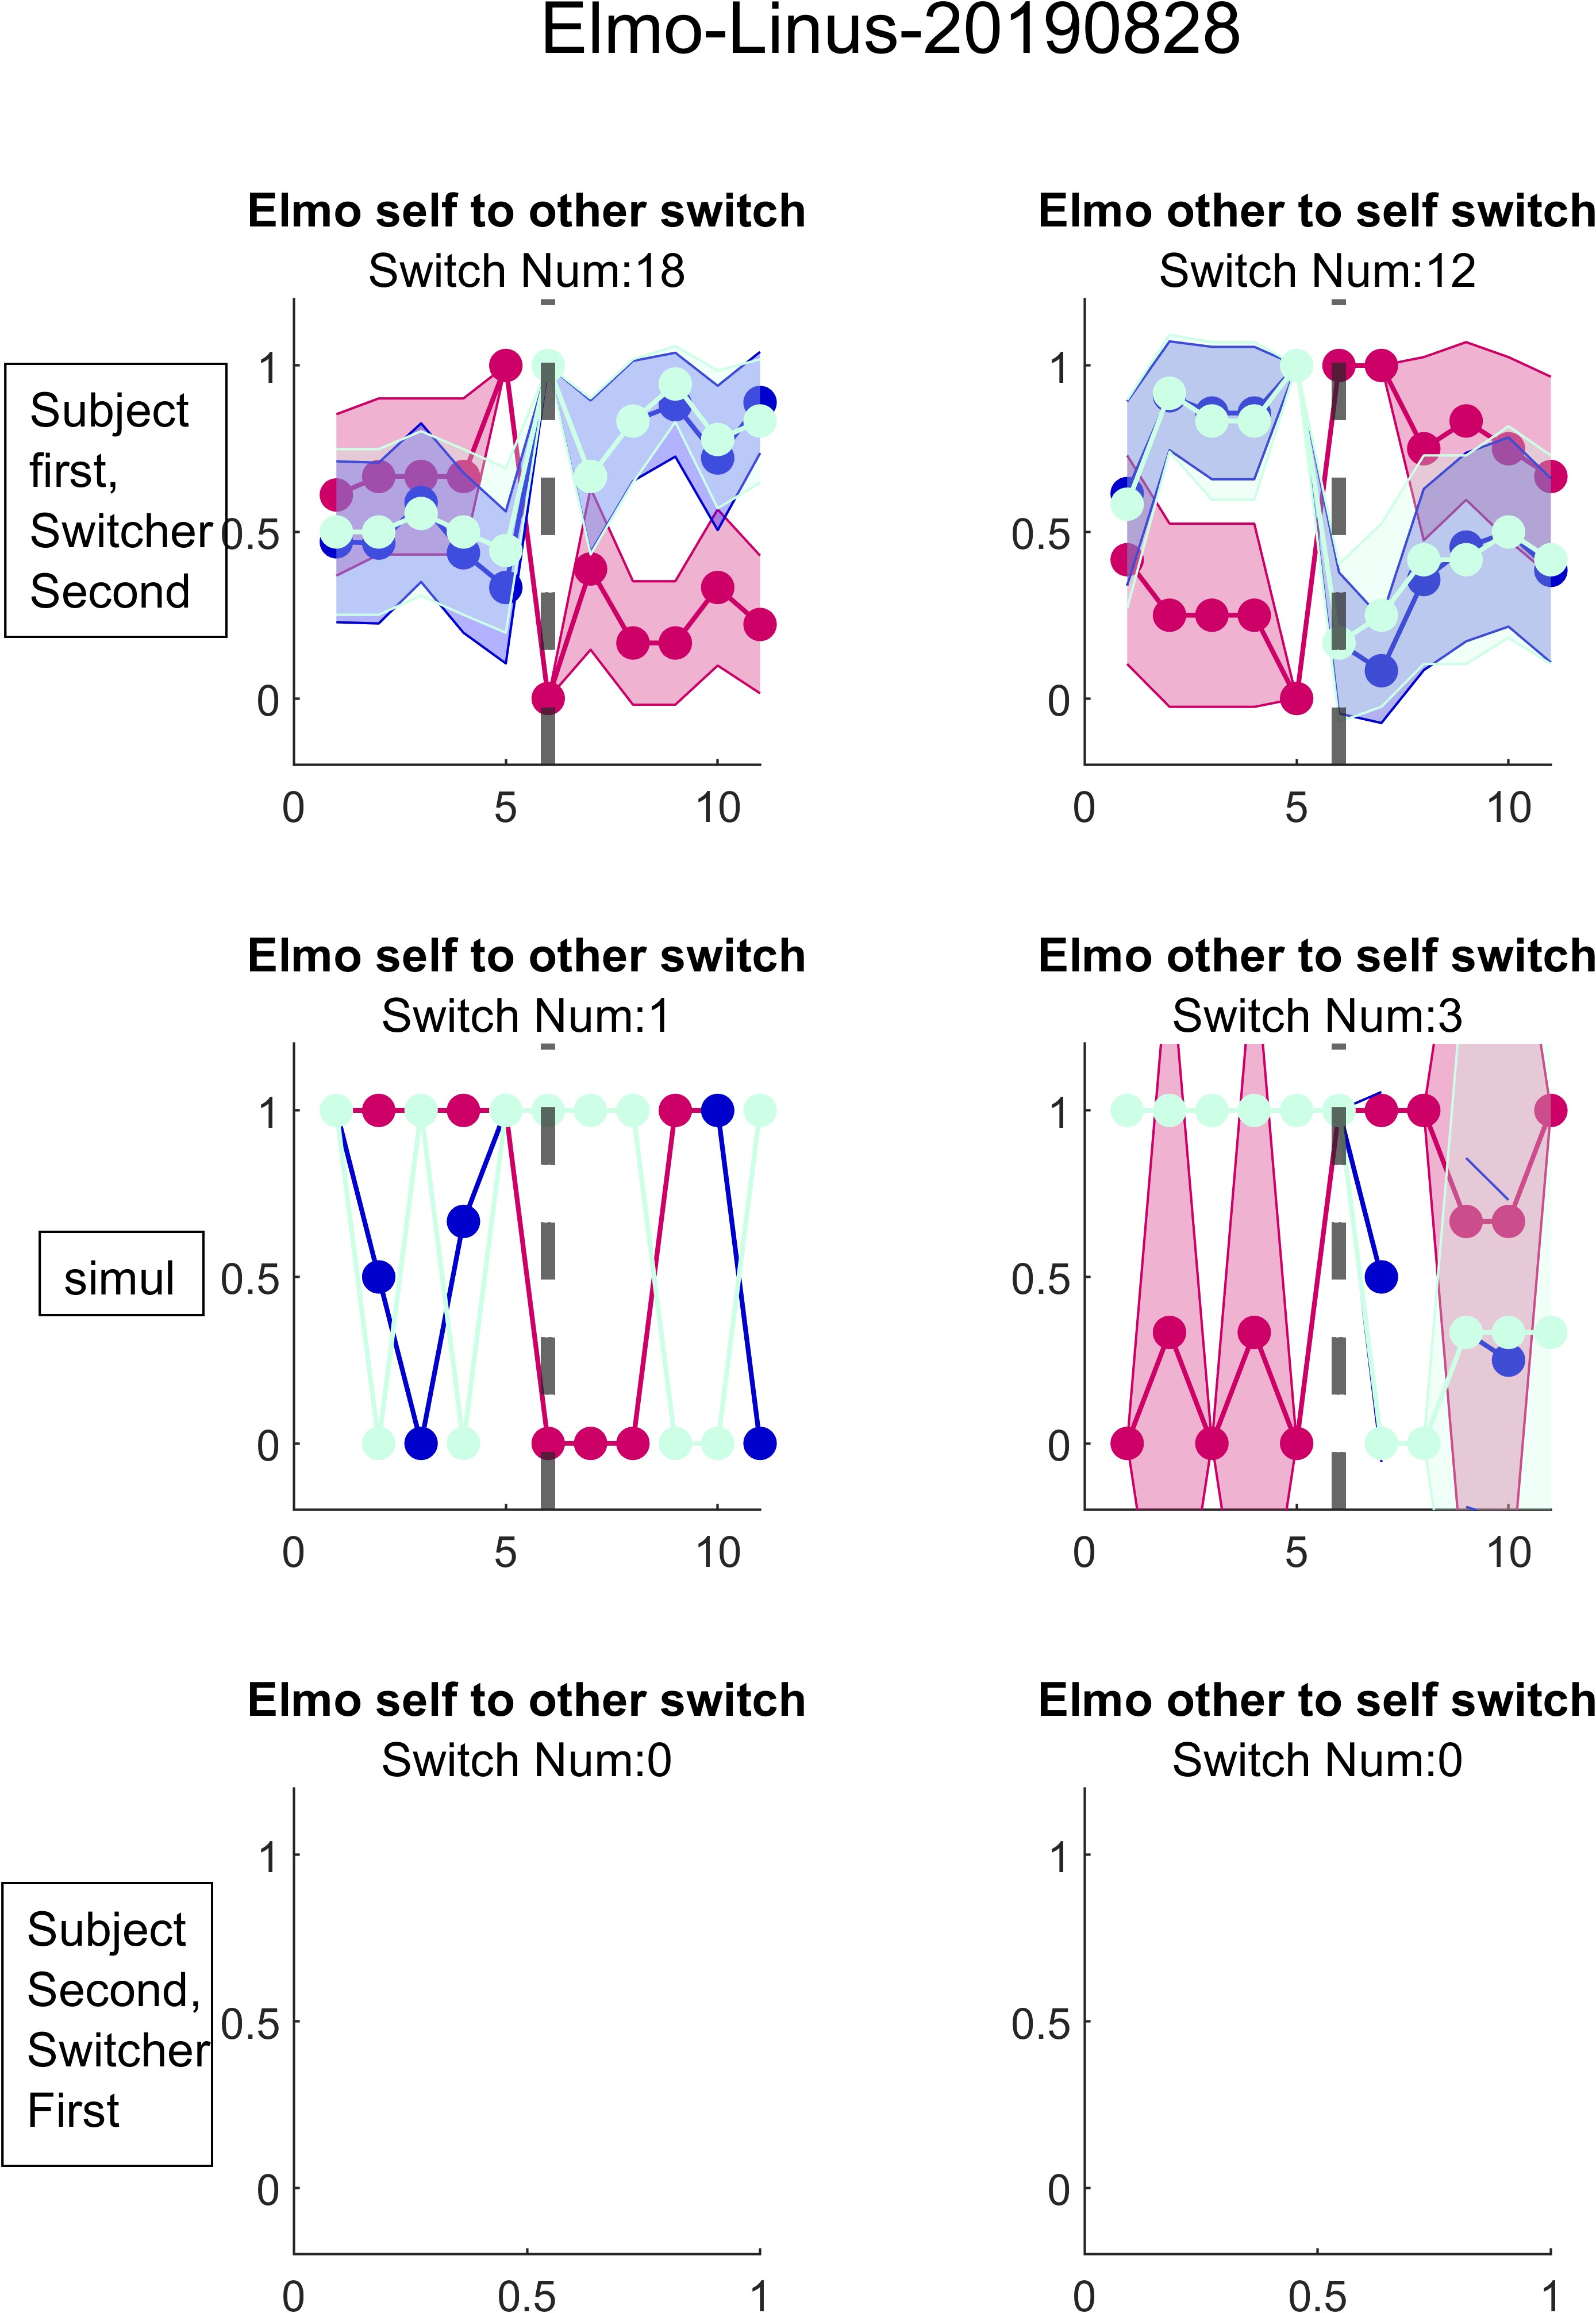 Elmo-Linus-20190828
Elmo self to other switch
Switch Num:18
Elmo other to self switch
Switch Num:12
Subject
first,
Switcher
Second
1
0.5
0
0
5
10
1
0.5
0
0
5
10
Elmo self to other switch
Switch Num:1
Elmo other to self switch
Switch Num:3
simul
1
0.5
0
0
5
10
1
0.5
0
0
5
10
Elmo self to other switch
Switch Num:0
Elmo other to self switch
Switch Num:0
Subject
Second,
Switcher
First
1
0.5
0
0
0.5
1
1
0.5
0
0
0.5
1